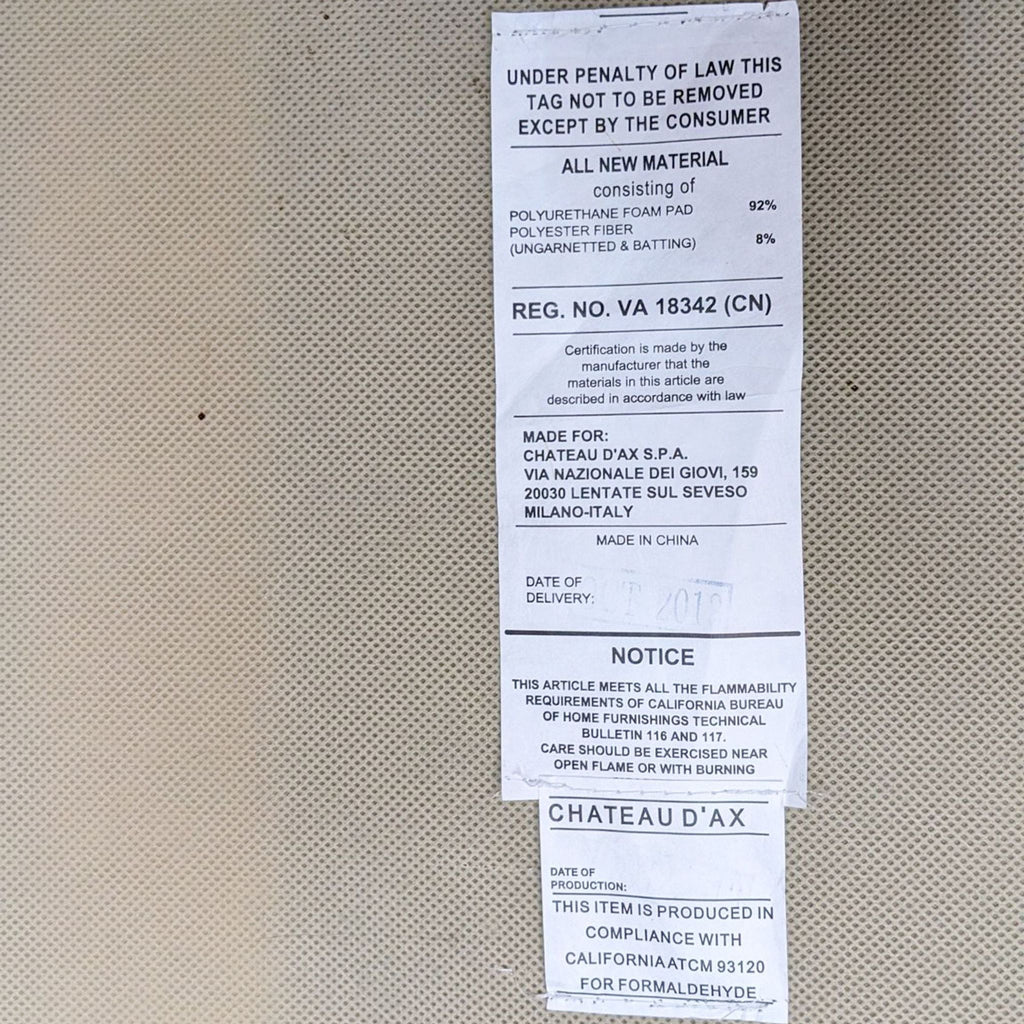 UNDER PENALTY OF LAW THIS
TAG NOT TO BE REMOVED
EXCEPT BY THE CONSUMER
ALL NEW MATERIAL
consisting of
POLYURETHANE FOAM PAD 92%
POLYESTER FIBER
(UNGARNETTED & BATTING) 8%
REG. NO. VA 18342 (CN)
Certification is made by the
manufacturer that the
materials in this article are
described in accordance with law
MADE FOR:
CHATEAU D'AX S.P.A.
VIA NAZIONALE DEI GIOVI, 159
20030 LENTATE SUL SEVESO
MILANO-ITALY
MADE IN CHINA
DATE OF
DELIVERY:
NOTICE
THIS ARTICLE MEETS ALL THE FLAMMABILITY
REQUIREMENTS OF CALIFORNIA BUREAU
OF HOME FURNISHINGS TECHNICAL
BULLETIN 116 AND 117.
CARE SHOULD BE EXERCISED NEAR
OPEN FLAME OR WITH BURNING
CHATEAU D'AX
DATE OF
PRODUCTION:
THIS ITEM IS PRODUCED IN
COMPLIANCE WITH
CALIFORNIA ATCM 93120
FOR FORMALDEHYDE